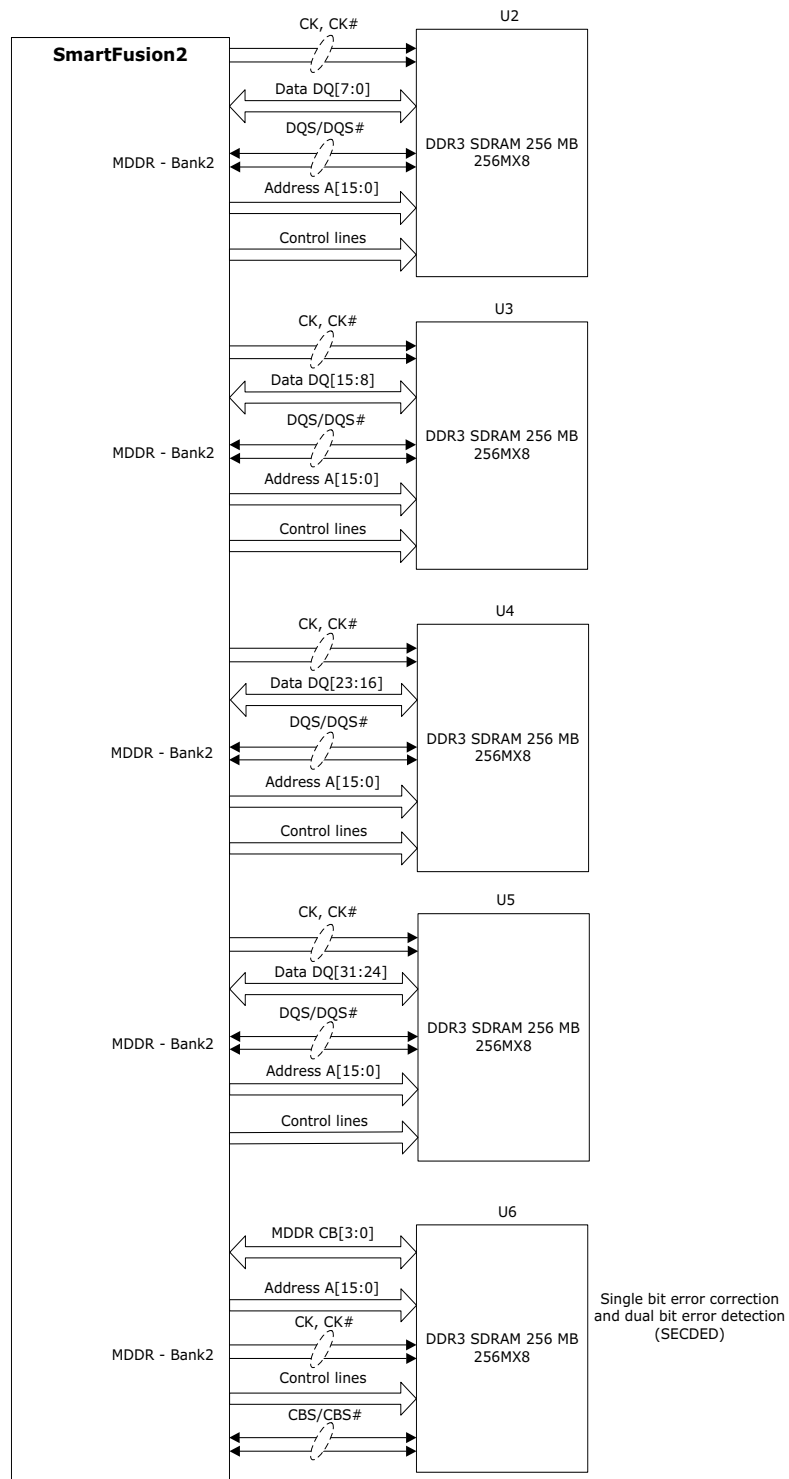 U2
CK, CK#
SmartFusion2
Data DQ[7:0]
DQS/DQS#
DDR3 SDRAM 256 MB
256MX8
MDDR - Bank2
Address A[15:0]
Control lines
U3
CK, CK#
Data DQ[15:8]
DQS/DQS#
DDR3 SDRAM 256 MB
256MX8
MDDR - Bank2
Address A[15:0]
Control lines
U4
CK, CK#
Data DQ[23:16]
DQS/DQS#
DDR3 SDRAM 256 MB
256MX8
MDDR - Bank2
Address A[15:0]
Control lines
U5
CK, CK#
Data DQ[31:24]
DQS/DQS#
DDR3 SDRAM 256 MB
256MX8
MDDR - Bank2
Address A[15:0]
Control lines
U6
MDDR CB[3:0]
Address A[15:0]
Single bit error correction
and dual bit error detection
(SECDED)
CK, CK#
DDR3 SDRAM 256 MB
256MX8
MDDR - Bank2
Control lines
CBS/CBS#